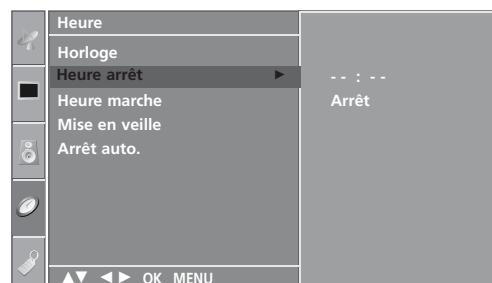 Heure
Horloge
Heure arrêt ►
- - : - -
Heure marche
Arrêt
Mise en veille
Arrêt auto.
▲▼ ◄► OK MENU